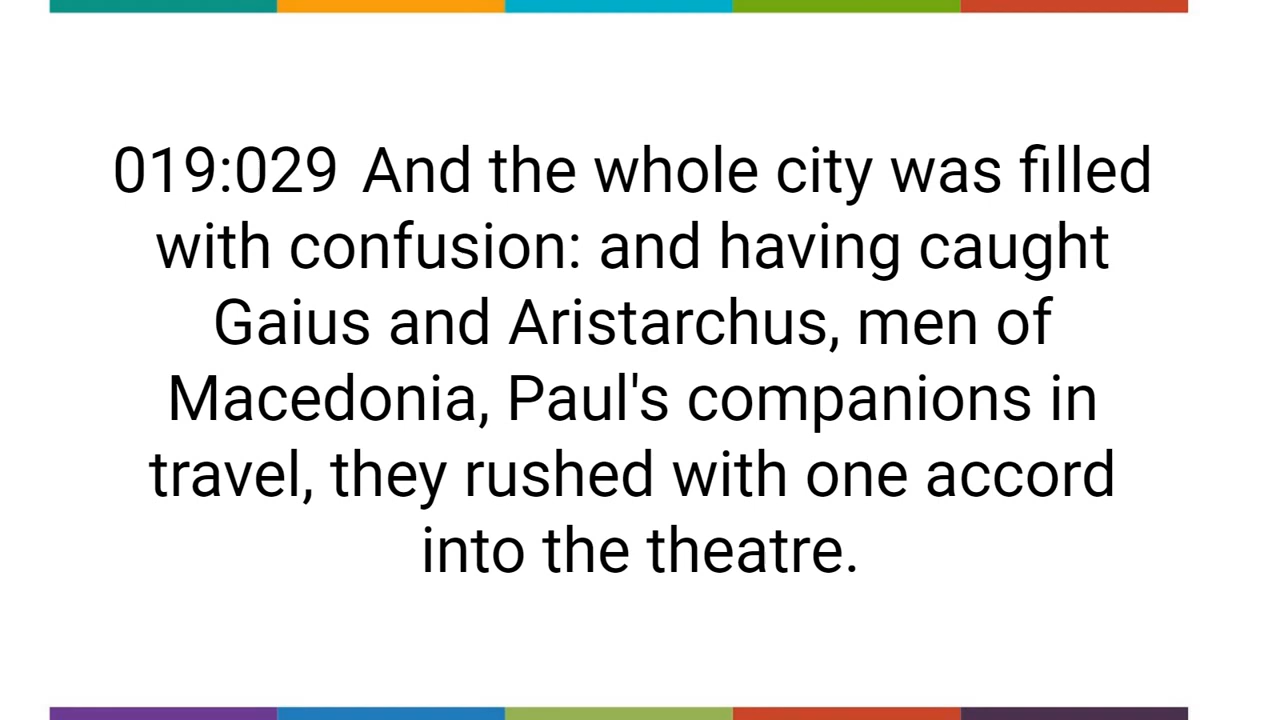 019:029 And the whole city was filled
with confusion: and having caught
Gaius and Aristarchus, men of
Macedonia, Paul's companions in
travel, they rushed with one accord
into the theatre.